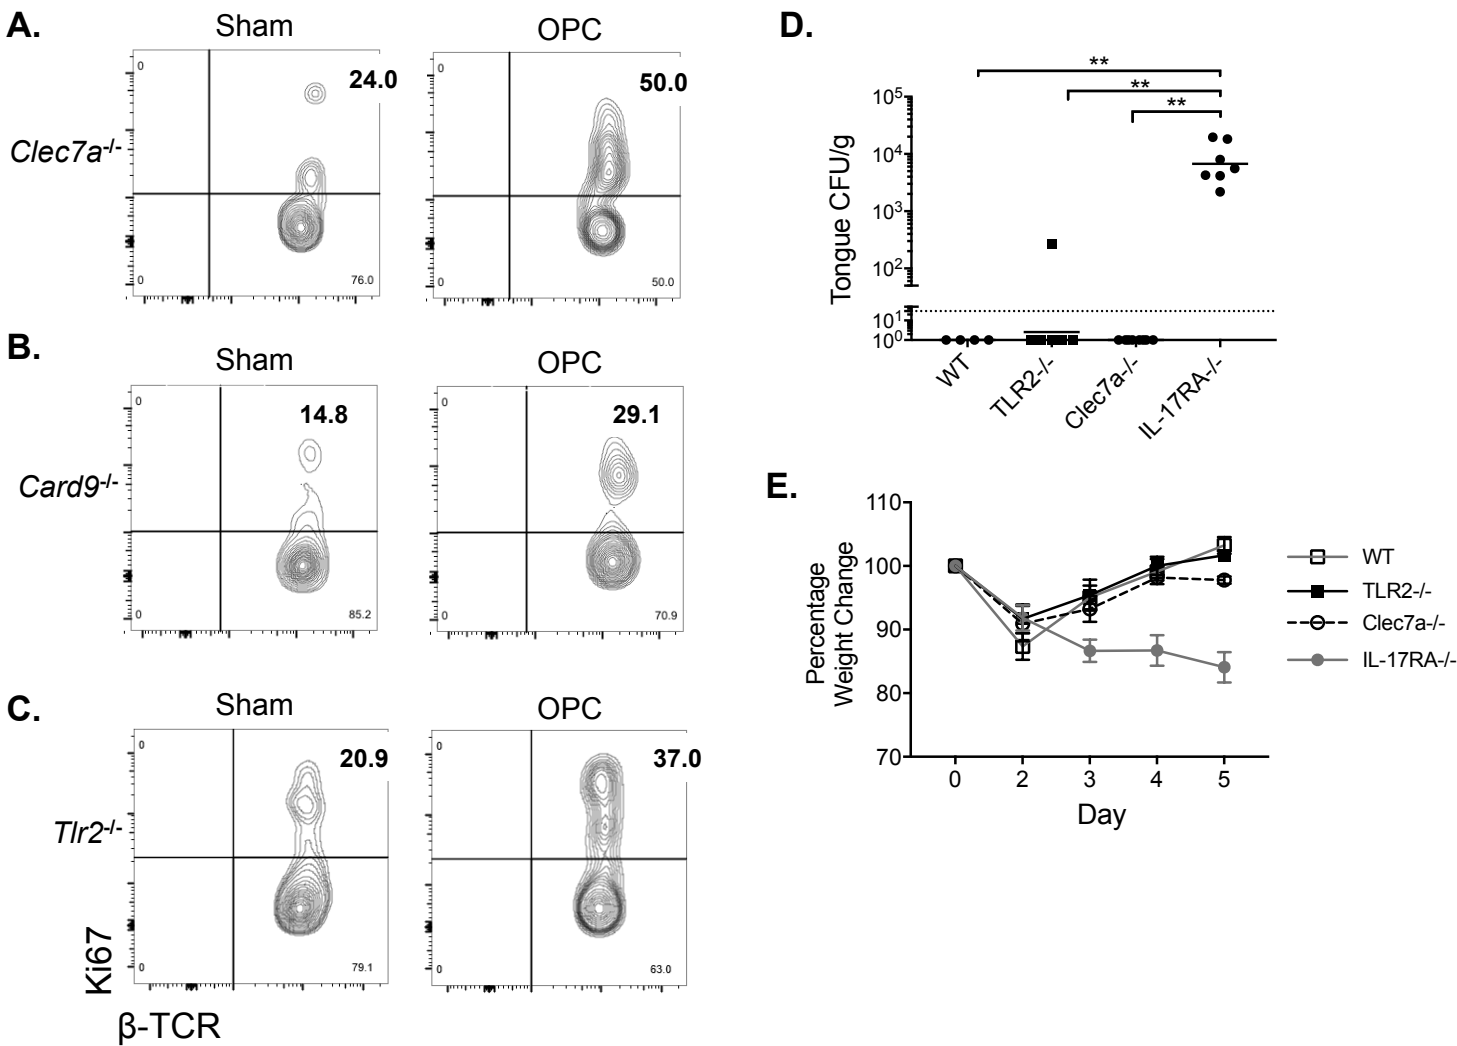 A.
Sham
OPC
Clec7a-/-
0
24.0
0
76.0
0
50.0
0
50.0
B.
Sham
OPC
Card9-/-
0
14.8
0
85.2
0
29.1
0
70.9
C.
Sham
OPC
Tlr2-/-
0
20.9
0
79.1
0
37.0
0
63.0
Ki67
β-TCR
D.
**
**
**
Tongue CFU/g
10⁵
10⁴
10³
10²
10¹
10⁰
WT
TLR2-/-
Clec7a-/-
IL-17RA-/-
E.
Percentage
Weight Change
110
100
90
80
70
0 2 3 4 5
Day
WT
TLR2-/-
Clec7a-/-
IL-17RA-/-